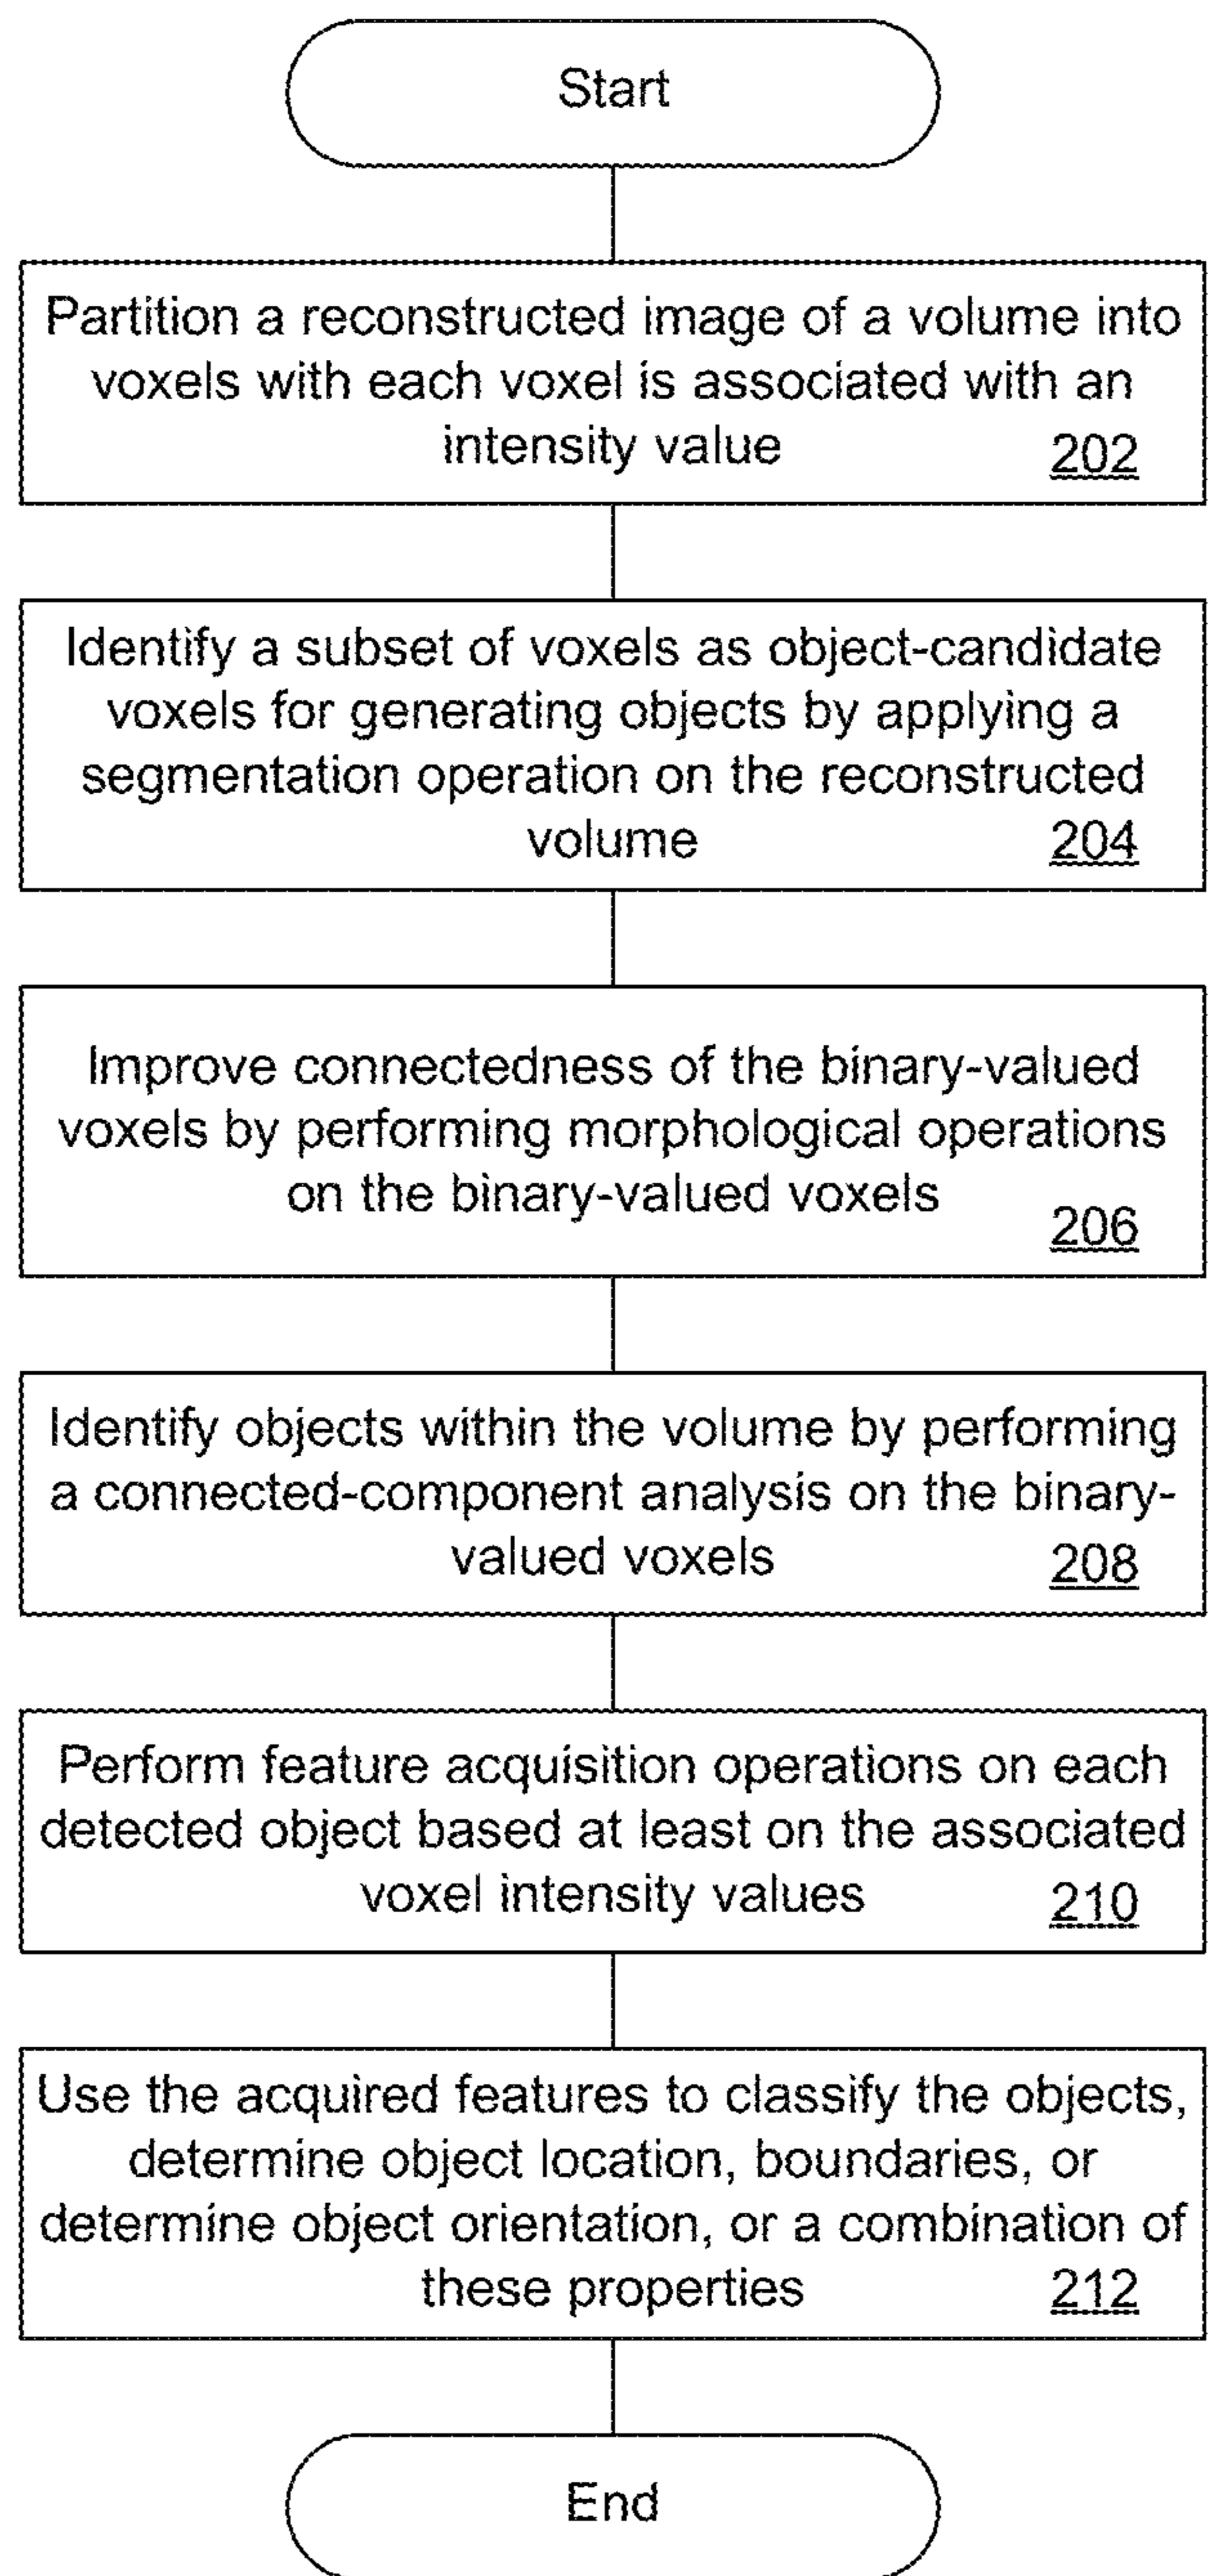 Start
Partition a reconstructed image of a volume into
voxels with each voxel is associated with an
intensity value 202
Identify a subset of voxels as object-candidate
voxels for generating objects by applying a
segmentation operation on the reconstructed
volume 204
Improve connectedness of the binary-valued
voxels by performing morphological operations
on the binary-valued voxels
206
Identify objects within the volume by performing
a connected-component analysis on the binary-
valued voxels 208
Perform feature acquisition operations on each
detected object based at least on the associated
voxel intensity values 210
Use the acquired features to classify the objects,
determine object location, boundaries, or
determine object orientation, or a combination of
these properties 212
End